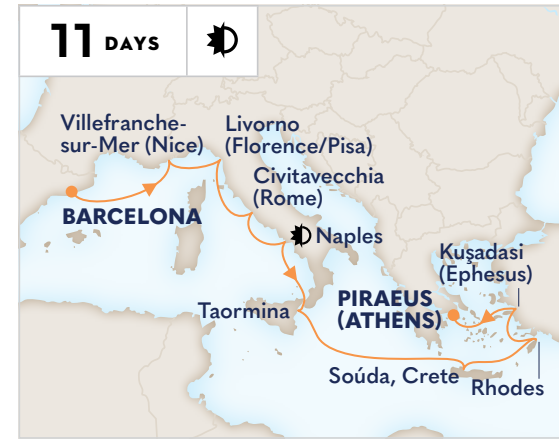 11 DAYS
Villefranche-
sur-Mer (Nice)
Livorno
(Florence/Pisa)
Civitavecchia
(Rome)
BARCELONA
Naples
Kuşadasi
(Ephesus)
PIRAEUS
(ATHENS)
Taormina
Soúda, Crete
Rhodes